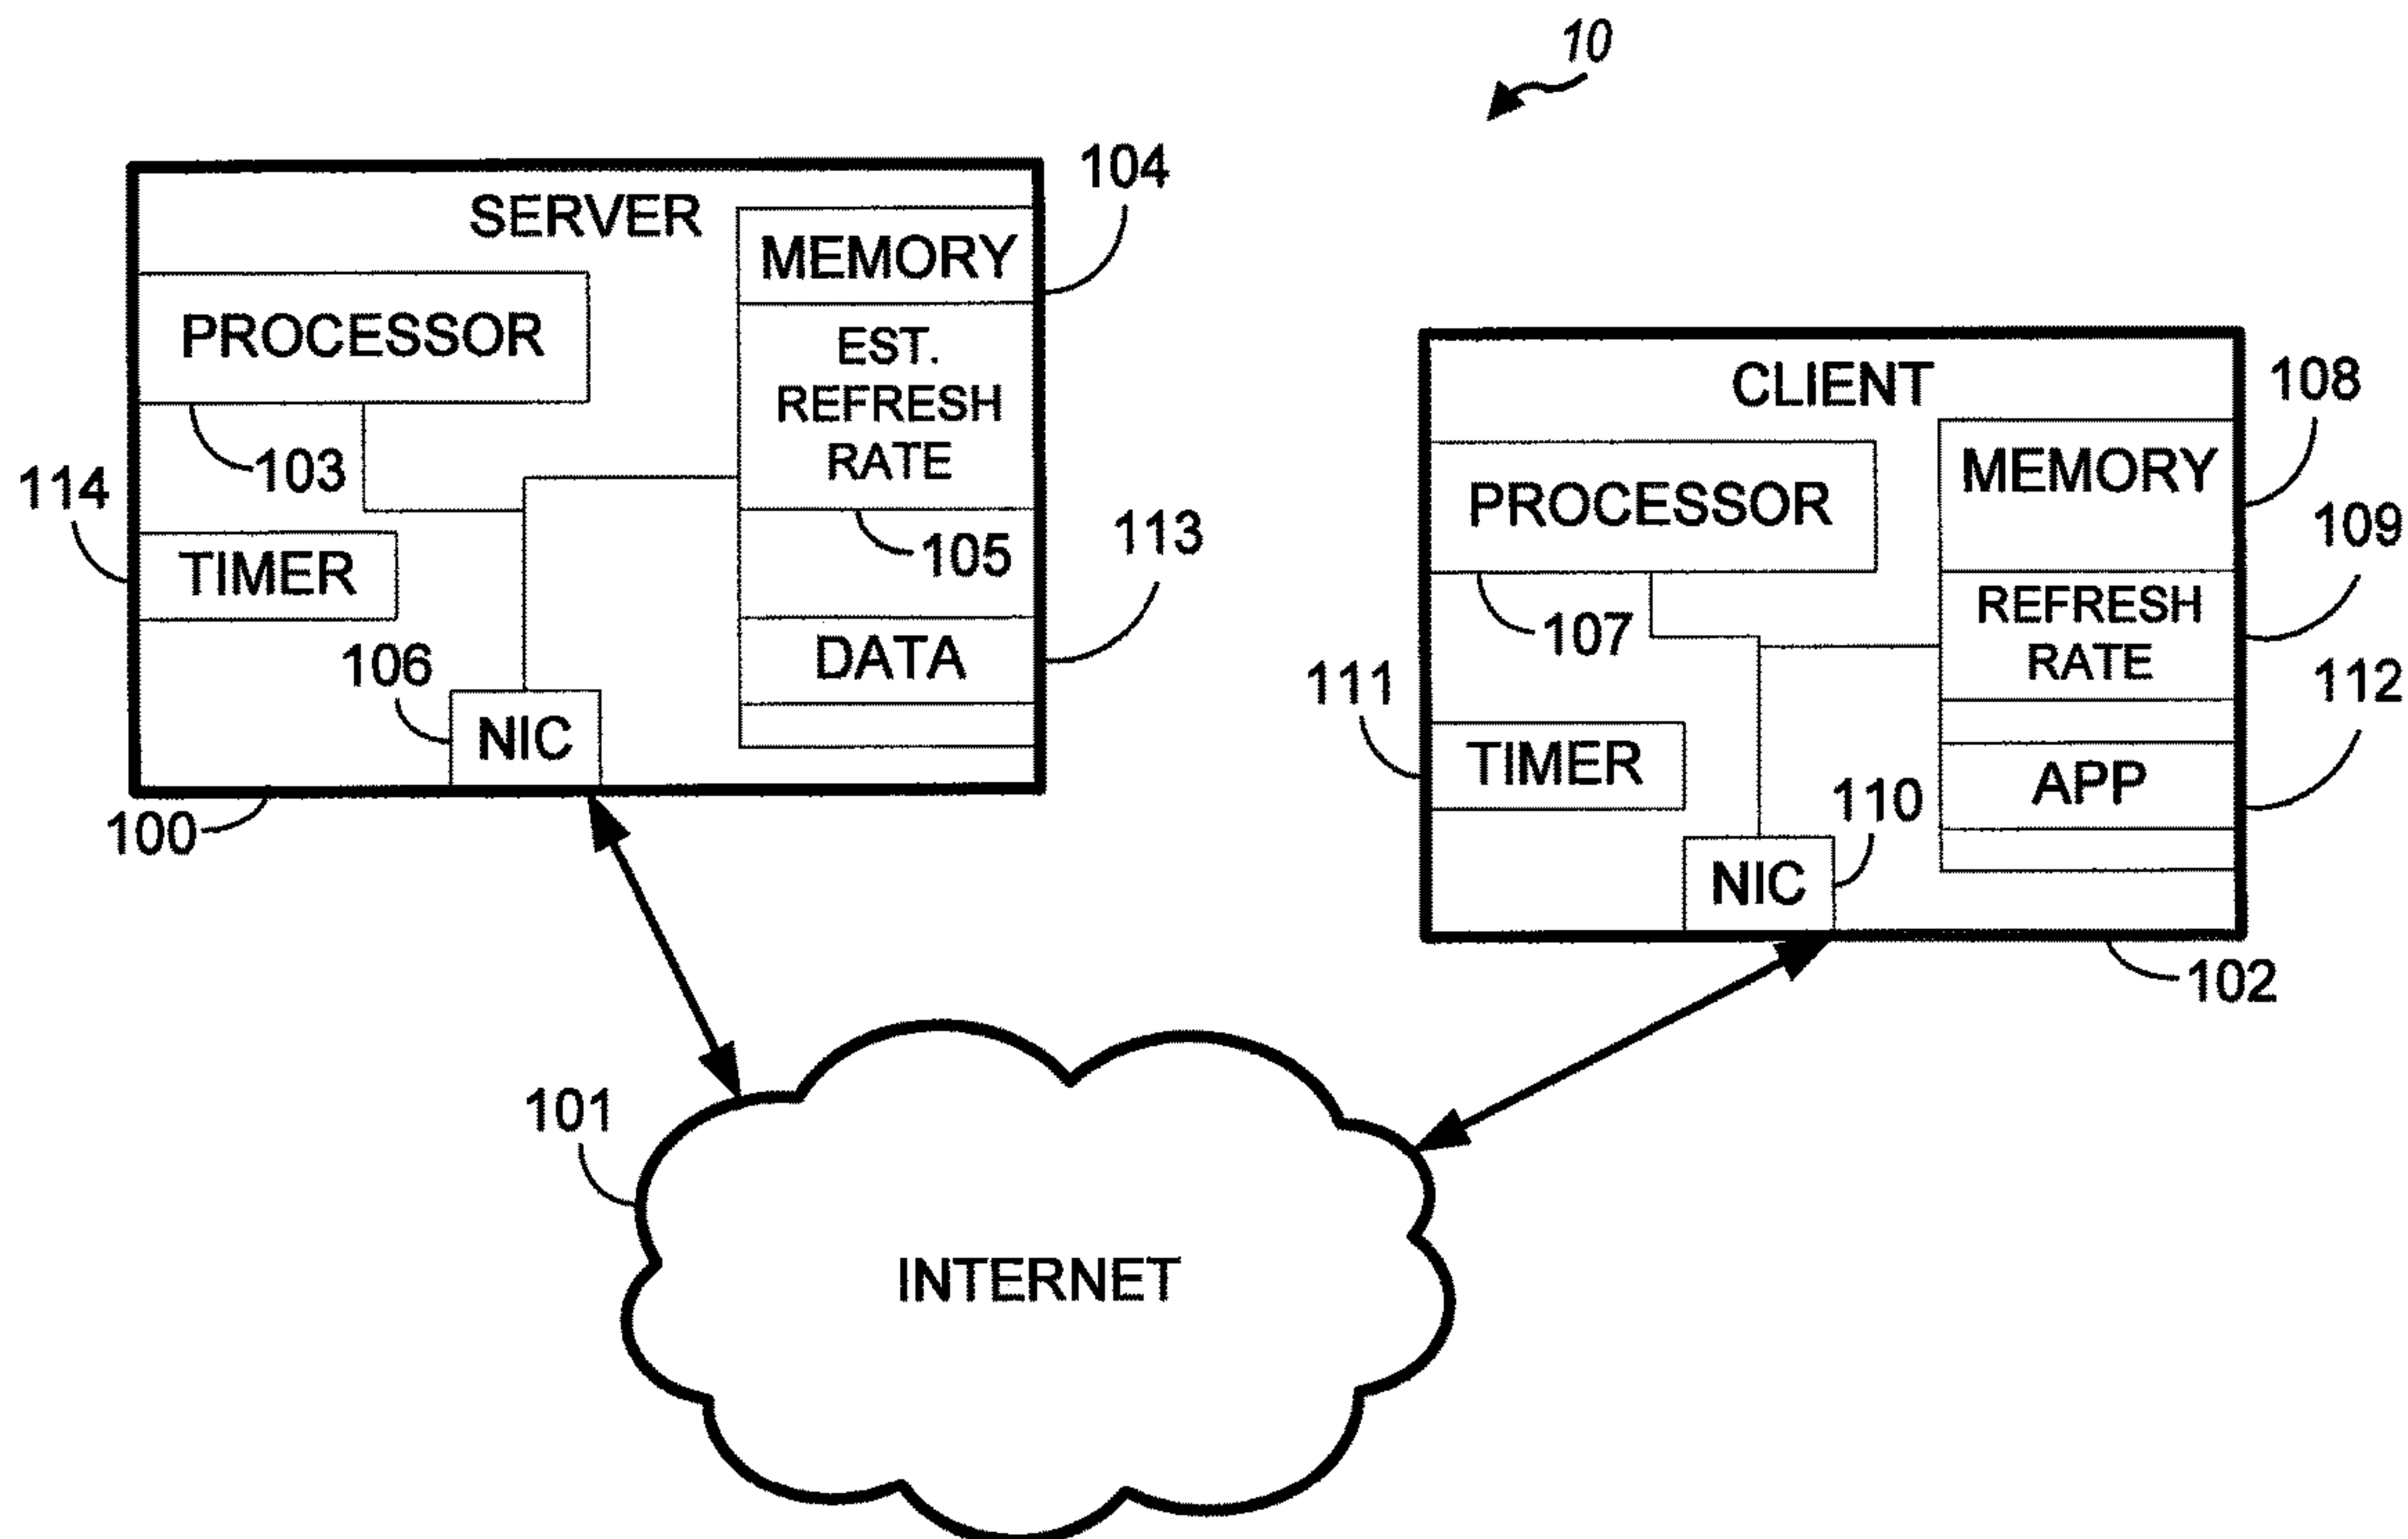 10
104
SERVER
MEMORY
PROCESSOR
EST.
REFRESH
RATE
103
114
TIMER
105
113
DATA
106
NIC
100
CLIENT
108
MEMORY
PROCESSOR
109
REFRESH
RATE
107
111
112
TIMER
APP
110
NIC
102
101
INTERNET